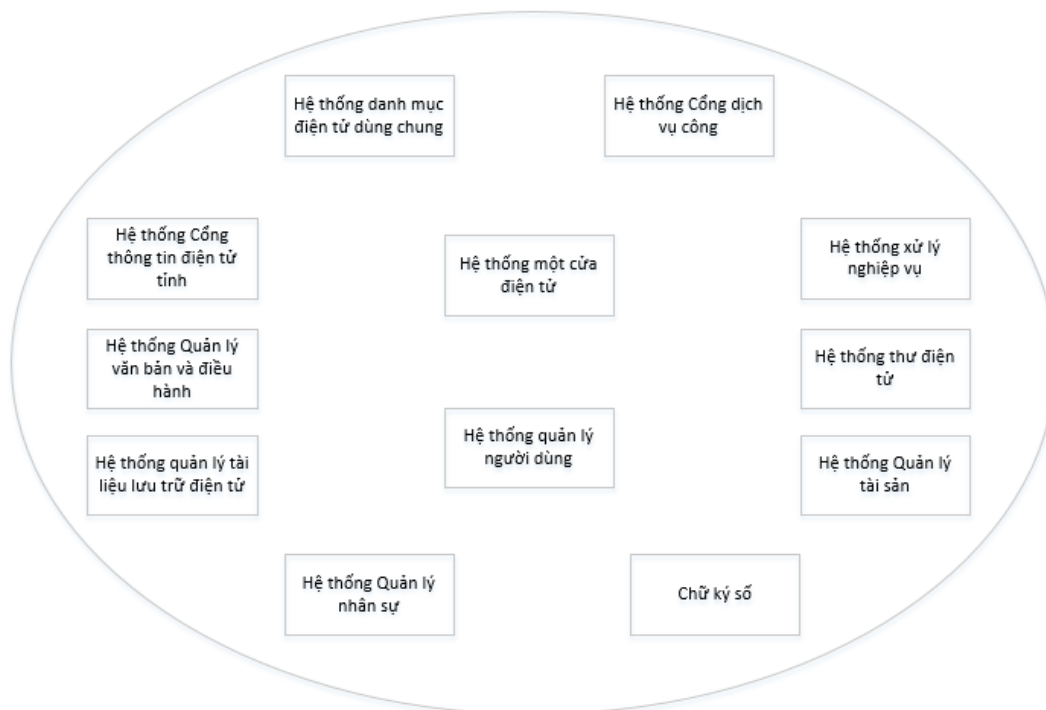 Hệ thống danh mục
điện tử dùng chung
Hệ thống Cổng dịch
vụ công
Hệ thống Cổng
thông tin điện tử
tỉnh
Hệ thống một cửa
điện tử
Hệ thống xử lý
nghiệp vụ
Hệ thống Quản lý
văn bản và điều
hành
Hệ thống thư điện
tử
Hệ thống quản lý
người dùng
Hệ thống quản lý tài
liệu lưu trữ điện tử
Hệ thống Quản lý
tài sản
Hệ thống Quản lý
nhân sự
Chữ ký số